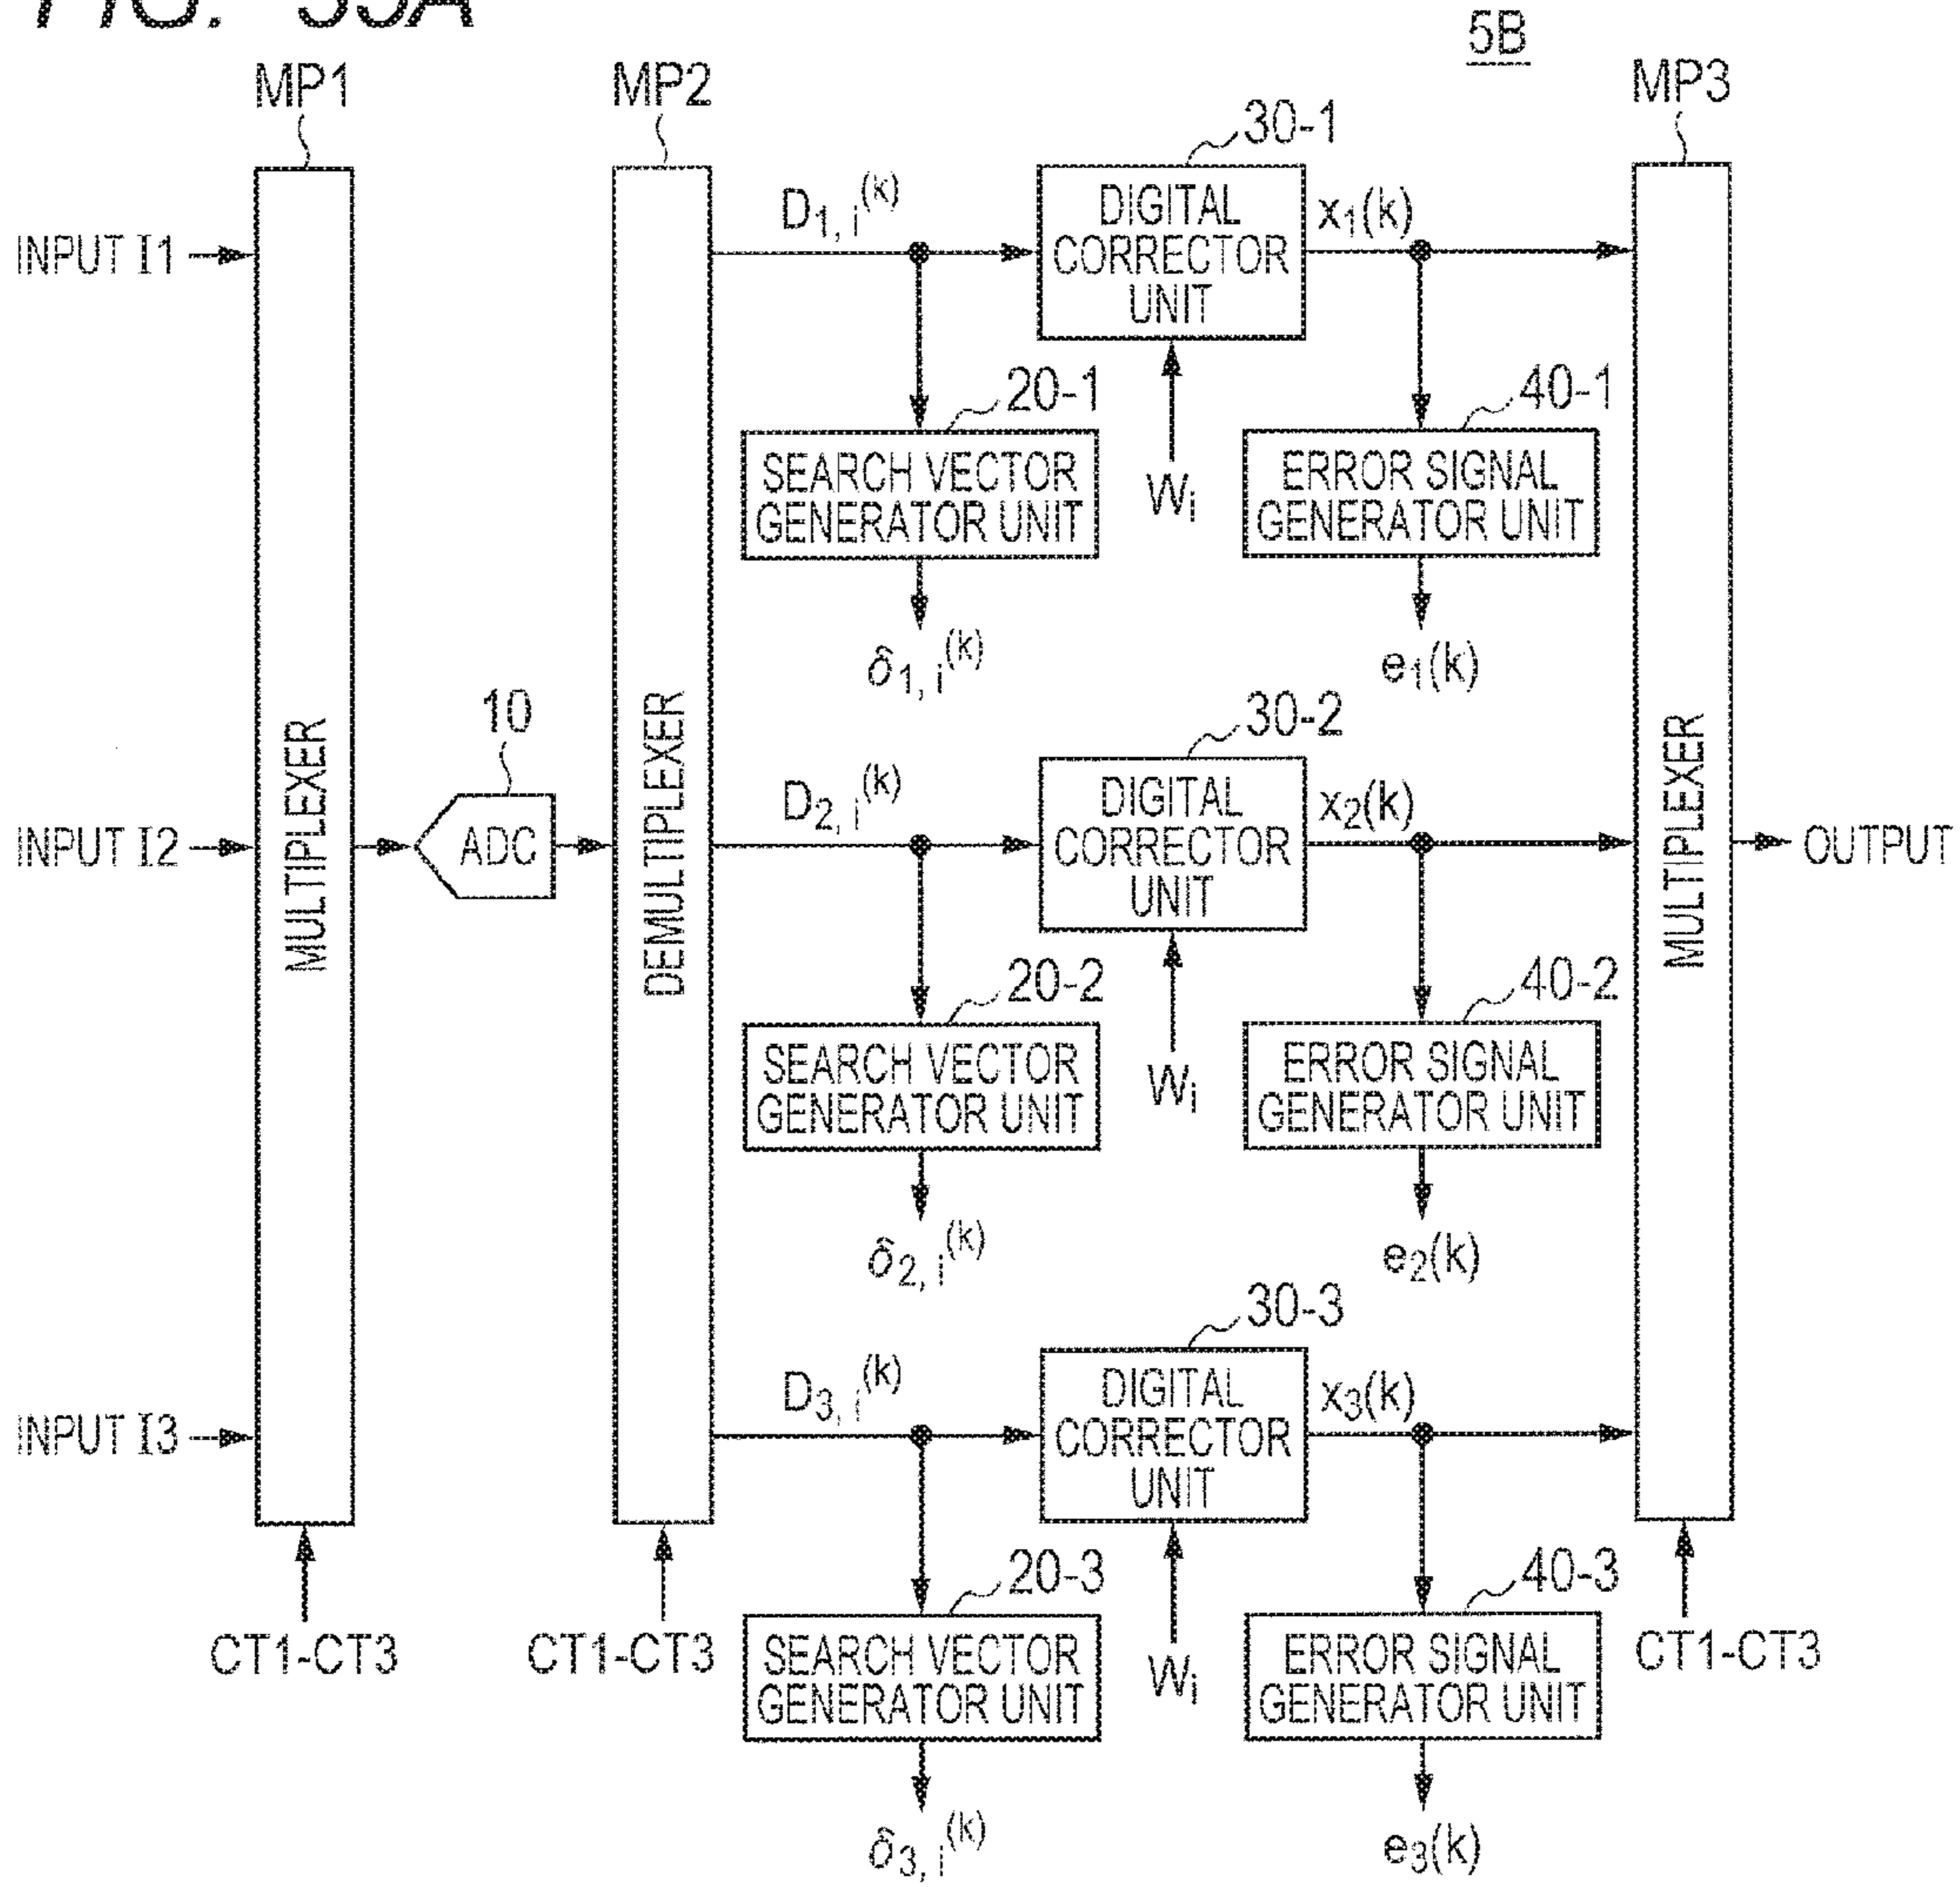 FIG. 35A
5B
MP1
MP2
MP3
30-1
INPUT I1
D1, i(k)
DIGITAL
CORRECTOR
UNIT
x1(k)
20-1
40-1
SEARCH VECTOR
GENERATOR UNIT
Wi
ERROR SIGNAL
GENERATOR UNIT
δ1, i(k)
e1(k)
10
30-2
INPUT I2
MULTIPLEXER
ADC
DEMULTIPLEXER
D2, i(k)
DIGITAL
CORRECTOR
UNIT
x2(k)
MULTIPLEXER
OUTPUT
20-2
40-2
SEARCH VECTOR
GENERATOR UNIT
Wi
ERROR SIGNAL
GENERATOR UNIT
δ2, i(k)
e2(k)
30-3
INPUT I3
D3, i(k)
DIGITAL
CORRECTOR
UNIT
x3(k)
20-3
40-3
CT1-CT3
CT1-CT3
SEARCH VECTOR
GENERATOR UNIT
Wi
ERROR SIGNAL
GENERATOR UNIT
CT1-CT3
δ3, i(k)
e3(k)